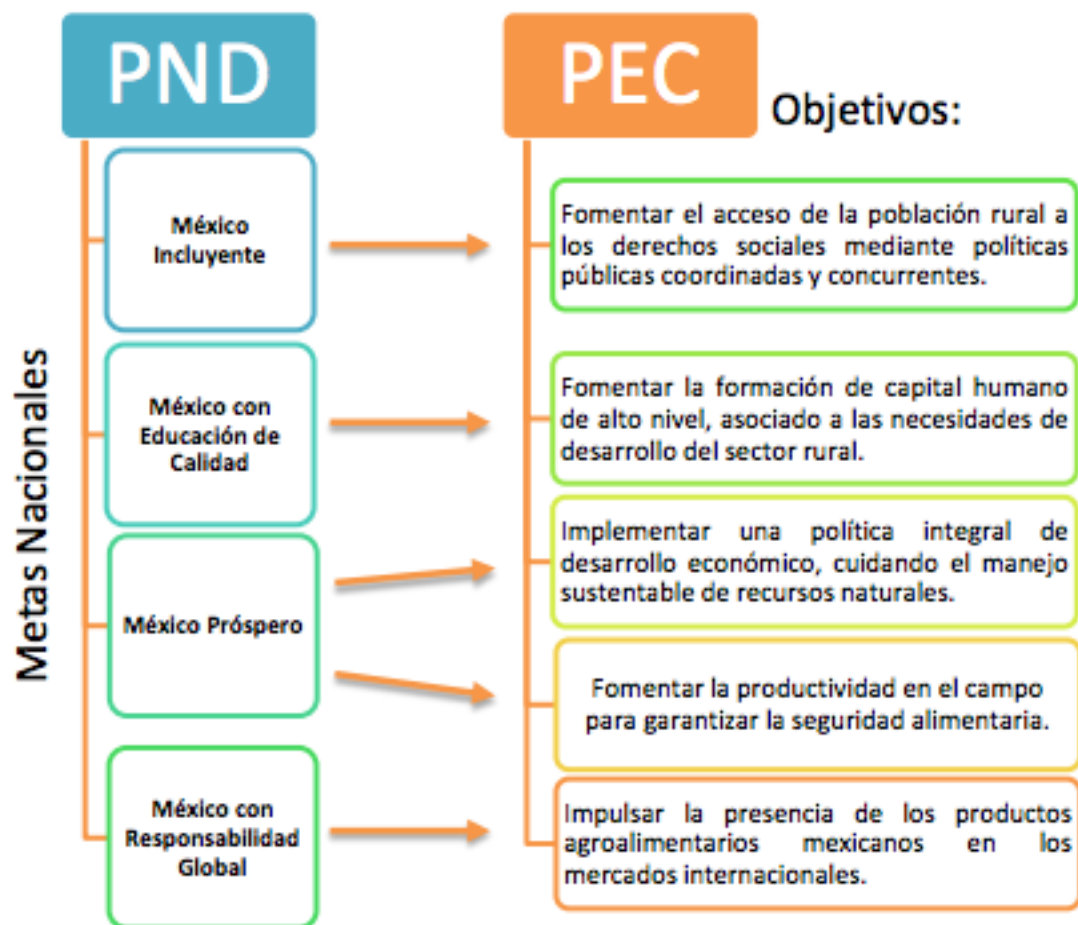 PND
PEC
Objetivos:
Metas Nacionales
México
Incluyente
Fomentar el acceso de la población rural a
los derechos sociales mediante políticas
públicas coordinadas y concurrentes.
México con
Educación de
Calidad
Fomentar la formación de capital humano
de alto nivel, asociado a las necesidades de
desarrollo del sector rural.
México Próspero
Implementar una política integral de
desarrollo económico, cuidando el manejo
sustentable de recursos naturales.
Fomentar la productividad en el campo
para garantizar la seguridad alimentaria.
México con
Responsabilidad
Global
Impulsar la presencia de los productos
agroalimentarios mexicanos en los
mercados internacionales.